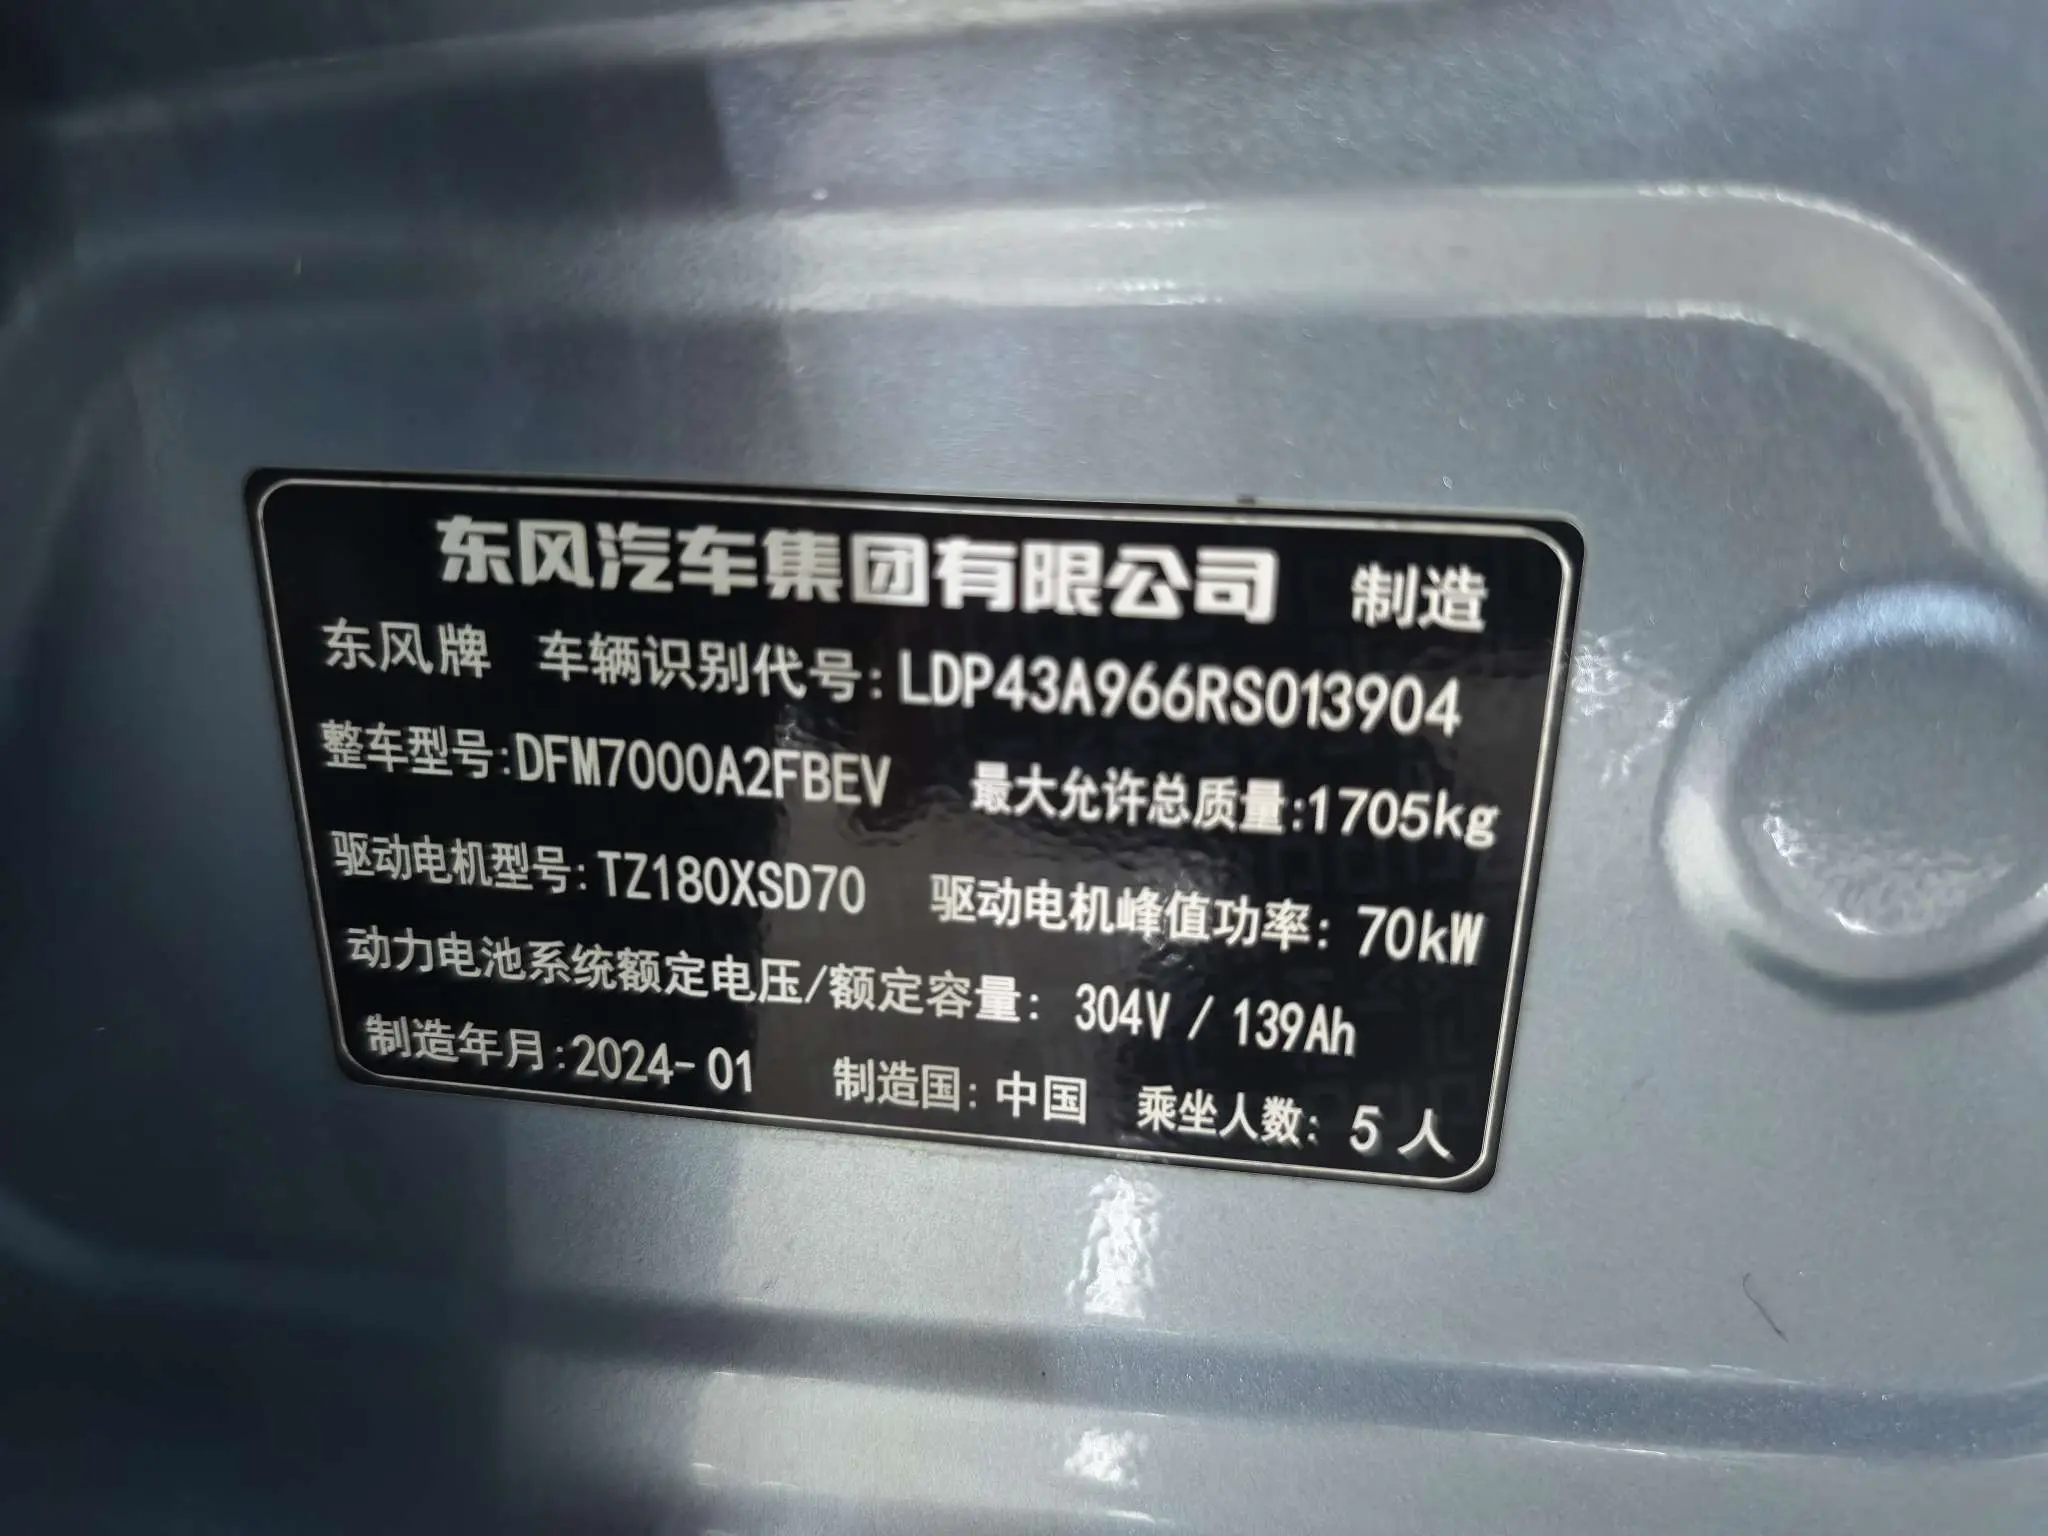 东风汽车集团有限公司 制造
东风牌 车辆识别代号:LDP43A966RS013904
整车型号:DFM7000A2FBEV 最大允许总质量:1705kg
驱动电机型号:TZ180XSD70 驱动电机峰值功率: 70kW
动力电池系统额定电压/额定容量: 304V / 139Ah
制造年月:2024-01 制造国: 中国 乘坐人数: 5 人